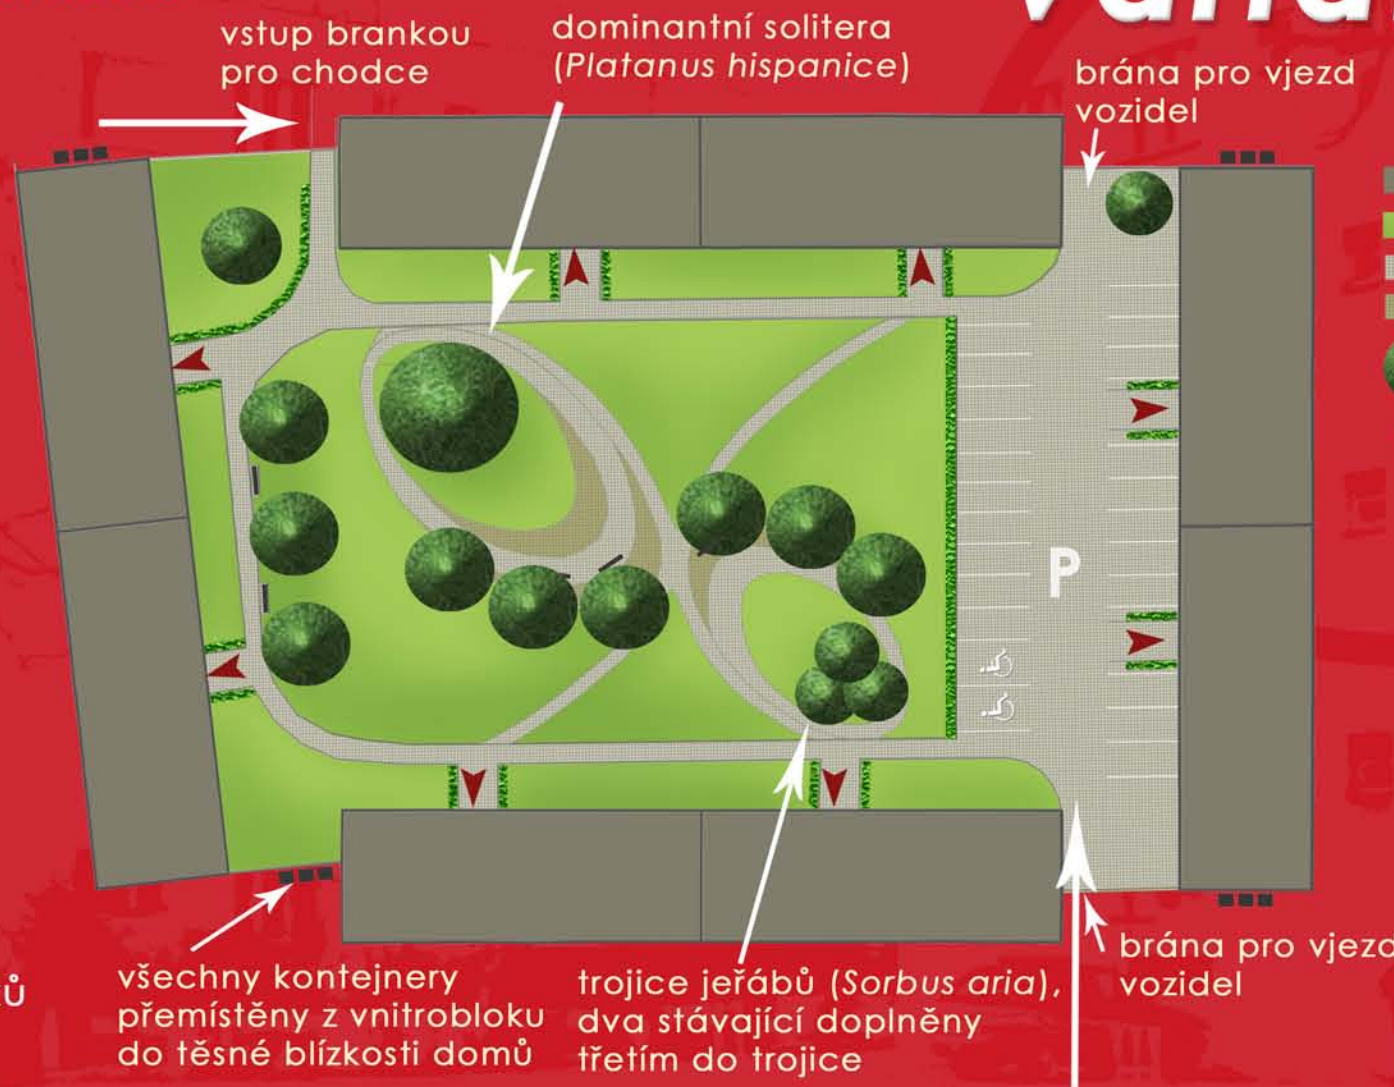 vstup brankou
pro chodce
dominantní solitera
(Platanus hispanice)
brána pro vjezd
vozidel
P
všechny kontejnery
přemístěny z vnitrobloku
do těsné blízkosti domů
trojice jeřábů (Sorbus aria),
dva stávající doplněny
třetím do trojice
brána pro vjezd
vozidel